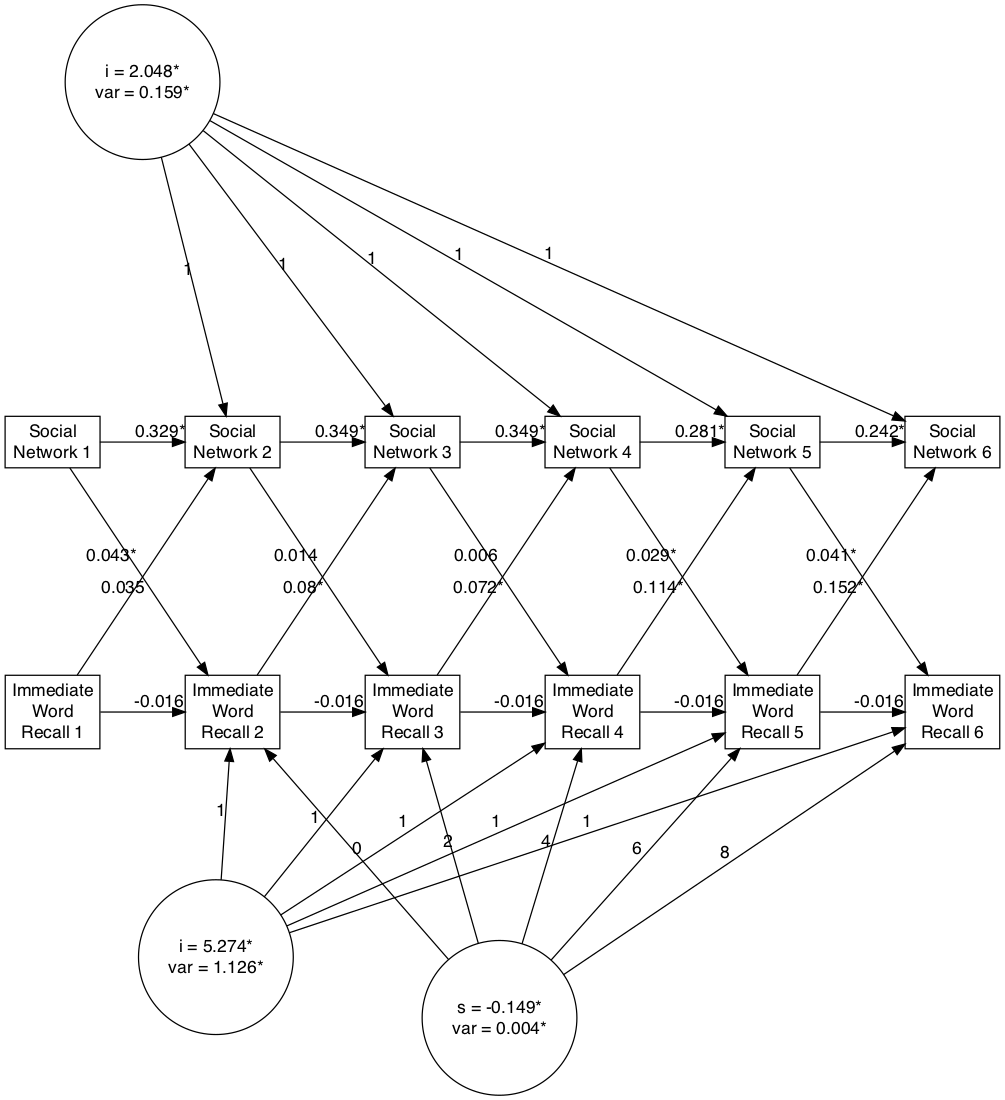 i = 2.048*
var = 0.159*
1
1
1
1
1
Social
Network 1
0.329*
Social
Network 2
0.349*
Social
Network 3
0.349*
Social
Network 4
0.281*
Social
Network 5
0.242*
Social
Network 6
0.043*
0.014
0.006
0.029*
0.041*
0.035
0.08*
0.072*
0.114*
0.152*
Immediate
Word
Recall 1
-0.016
Immediate
Word
Recall 2
-0.016
Immediate
Word
Recall 3
-0.016
Immediate
Word
Recall 4
-0.016
Immediate
Word
Recall 5
-0.016
Immediate
Word
Recall 6
1
1
1
1
1
0
2
4
6
8
i = 5.274*
var = 1.126*
s = -0.149*
var = 0.004*